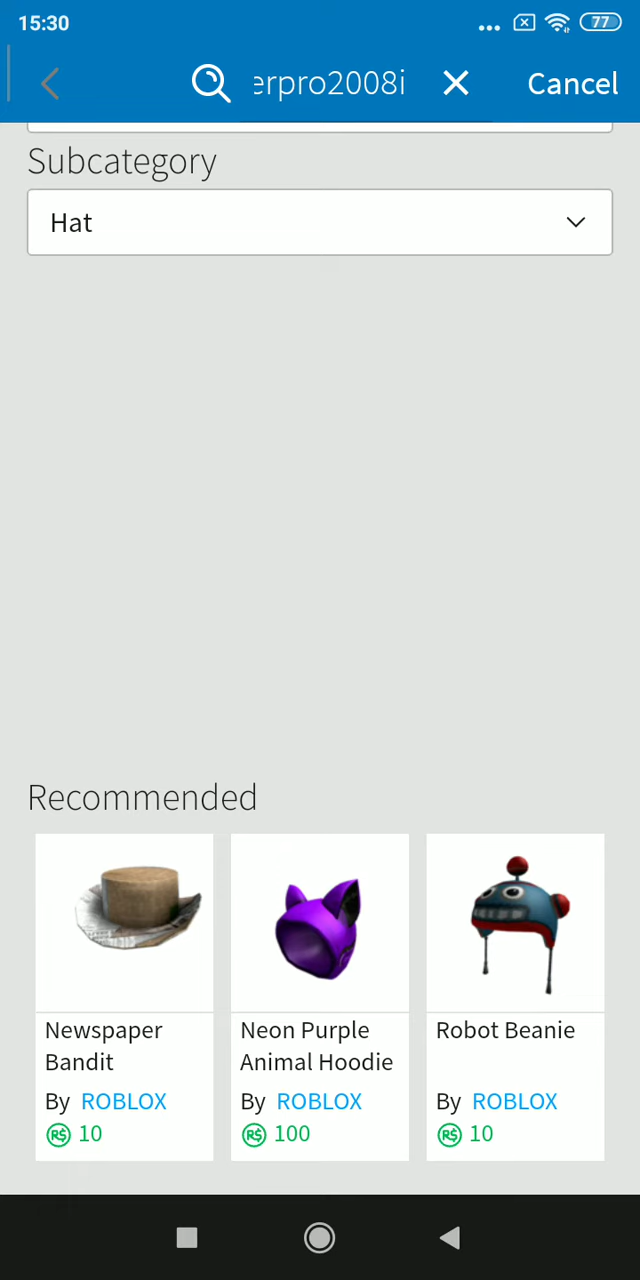 15:30
77
erpro2008i
Cancel
Subcategory
Hat
Recommended
Newspaper Bandit
By ROBLOX
R$ 10
Neon Purple Animal Hoodie
By ROBLOX
R$ 100
Robot Beanie
By ROBLOX
R$ 10